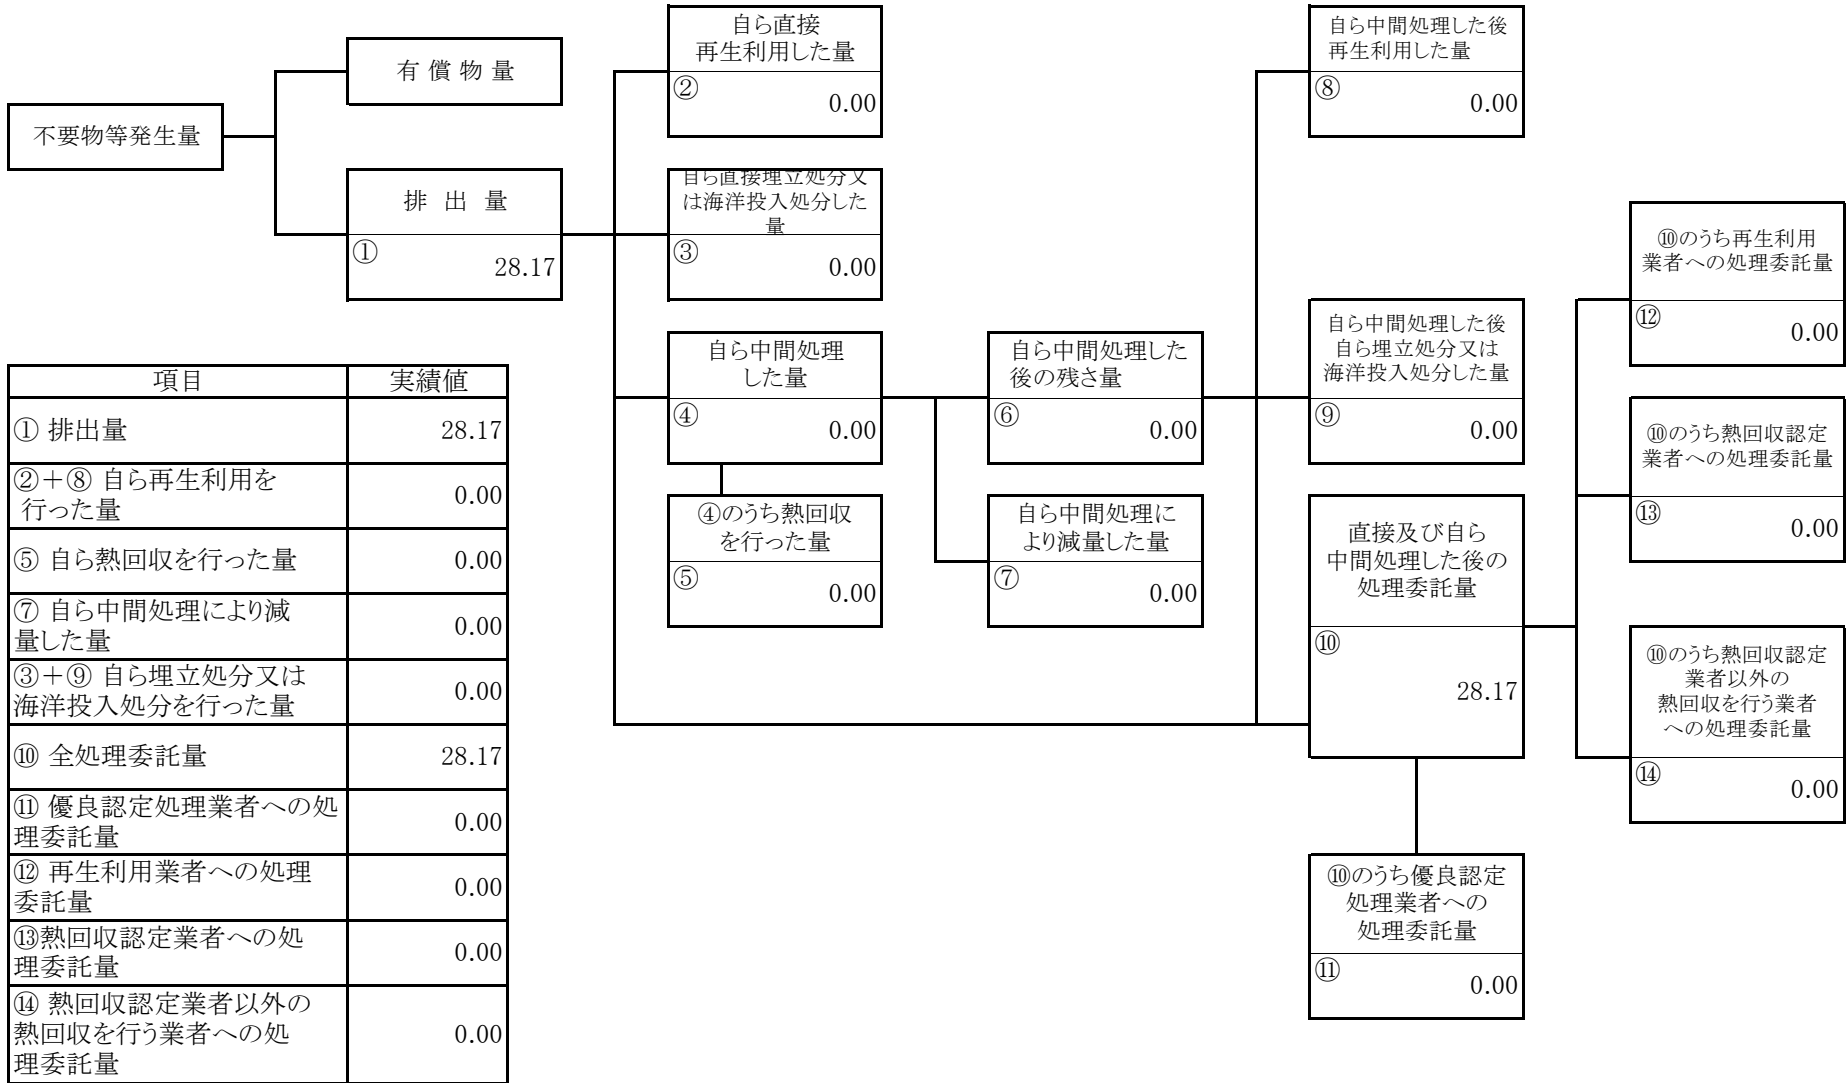 不要物等発生量
有 償 物 量
排 出 量
①
28.17
自ら直接
再生利用した量
②
0.00
自ら直接埋立処分又
は海洋投入処分した
量
③
0.00
自ら中間処理
した量
④
0.00
④のうち熱回収
を行った量
⑤
0.00
自ら中間処理した
後の残さ量
⑥
0.00
自ら中間処理に
より減量した量
⑦
0.00
自ら中間処理した後
再生利用した量
⑧
0.00
自ら中間処理した後
自ら埋立処分又は
海洋投入処分した量
⑨
0.00
直接及び自ら
中間処理した後の
処理委託量
⑩
28.17
⑩のうち優良認定
処理業者への
処理委託量
⑪
0.00
⑩のうち再生利用
業者への処理委託量
⑫
0.00
⑩のうち熱回収認定
業者への処理委託量
⑬
0.00
⑩のうち熱回収認定
業者以外の
熱回収を行う業者
への処理委託量
⑭
0.00
項目 実績値
① 排出量 28.17
②＋⑧ 自ら再生利用を
行った量 0.00
⑤ 自ら熱回収を行った量 0.00
⑦ 自ら中間処理により減
量した量 0.00
③＋⑨ 自ら埋立処分又は
海洋投入処分を行った量 0.00
⑩ 全処理委託量 28.17
⑪ 優良認定処理業者への処
理委託量 0.00
⑫ 再生利用業者への処理
委託量 0.00
⑬熱回収認定業者への処
理委託量 0.00
⑭ 熱回収認定業者以外の
熱回収を行う業者への処
理委託量 0.00